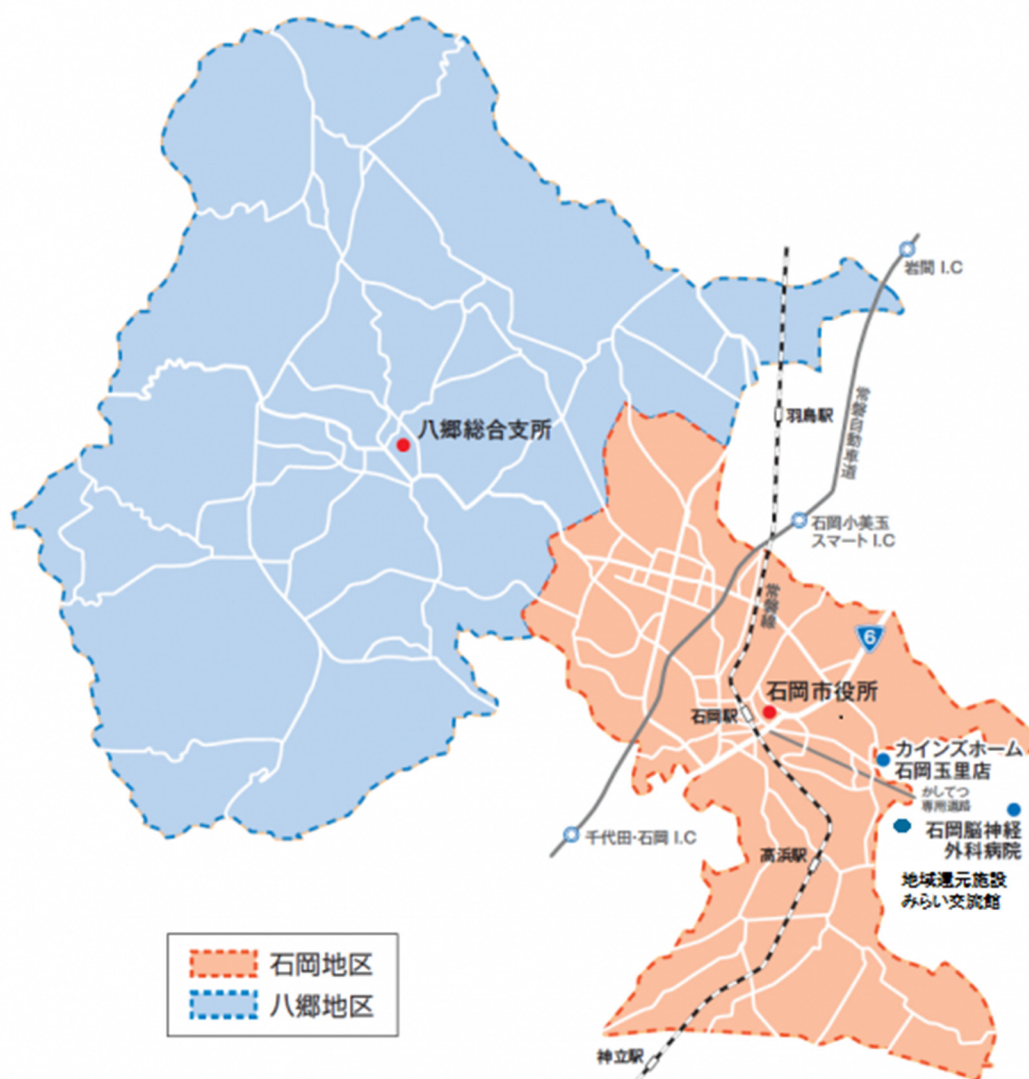 岩間 I.C
羽鳥駅
常磐自動車道
八郷総合支所
石岡小美玉
スマート I.C
常磐線
6
石岡市役所
石岡駅
カインズホーム
石岡玉里店
かしてつ
専用道路
石岡脳神経
外科病院
千代田・石岡 I.C
高浜駅
地域還元施設
みらい交流館
石岡地区
八郷地区
神立駅